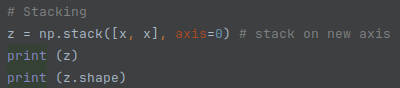 # Stacking
z = np.stack([x, x], axis=0) # stack on new axis
print (z)
print (z.shape)